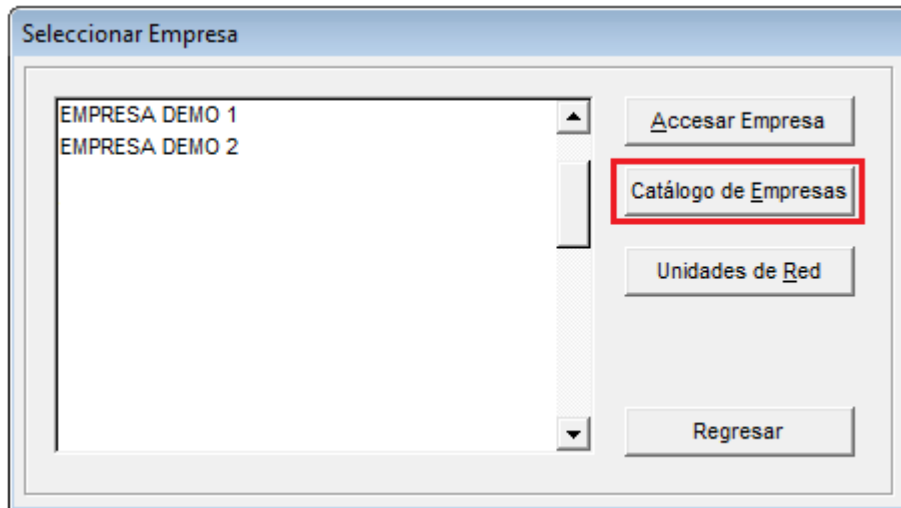 Seleccionar Empresa
EMPRESA DEMO 1
EMPRESA DEMO 2
Accesar Empresa
Catálogo de Empresas
Unidades de Red
Regresar